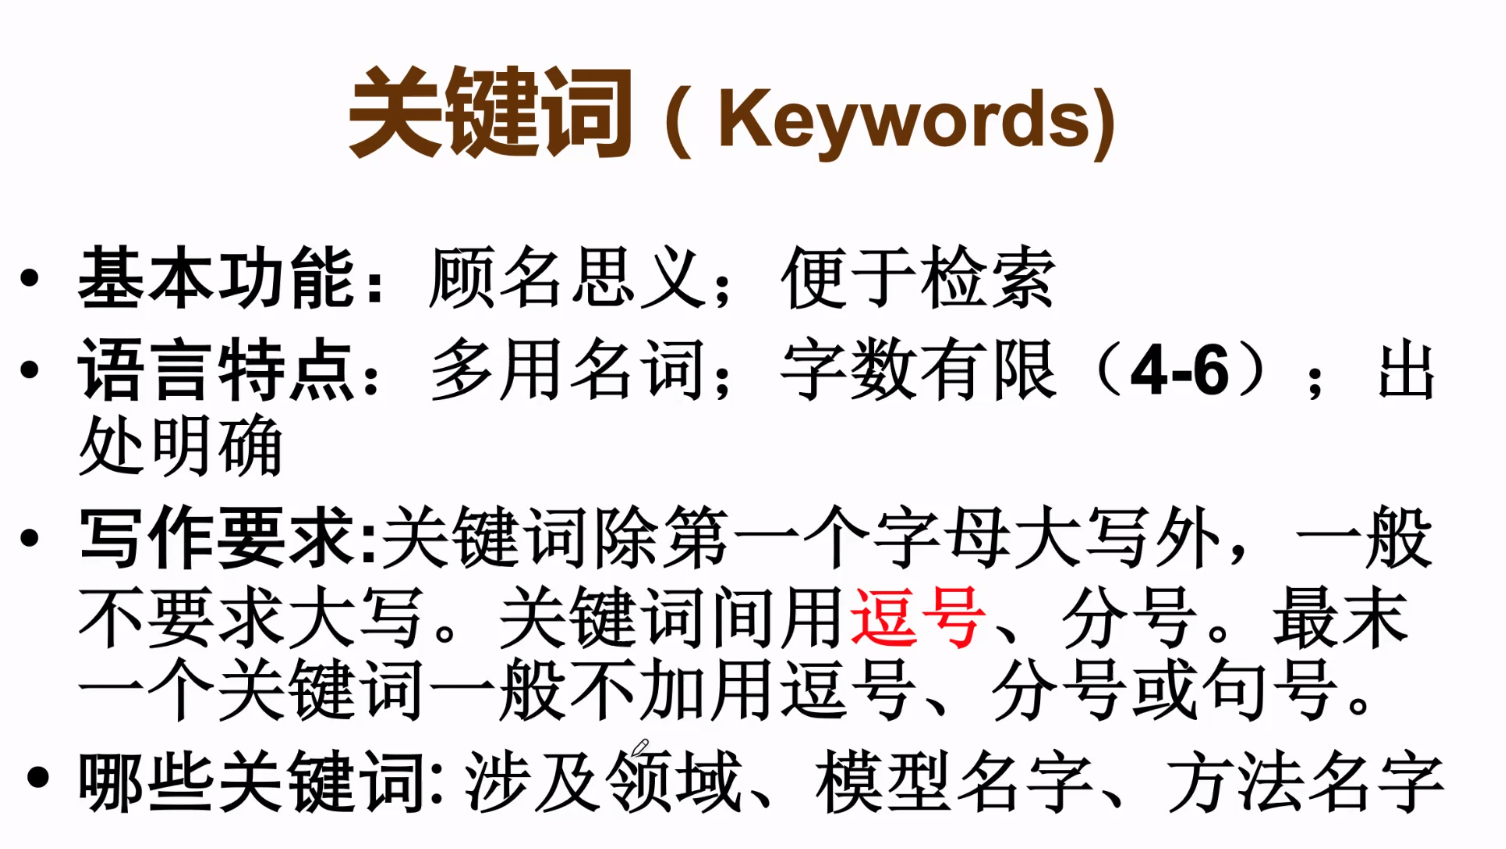 关键词 ( Keywords)
• 基本功能：顾名思义；便于检索
• 语言特点：多用名词；字数有限（4-6）；出
处明确
• 写作要求:关键词除第一个字母大写外，一般
不要求大写。关键词间用逗号、分号。最末
一个关键词一般不加用逗号、分号或句号。
• 哪些关键词: 涉及领域、模型名字、方法名字